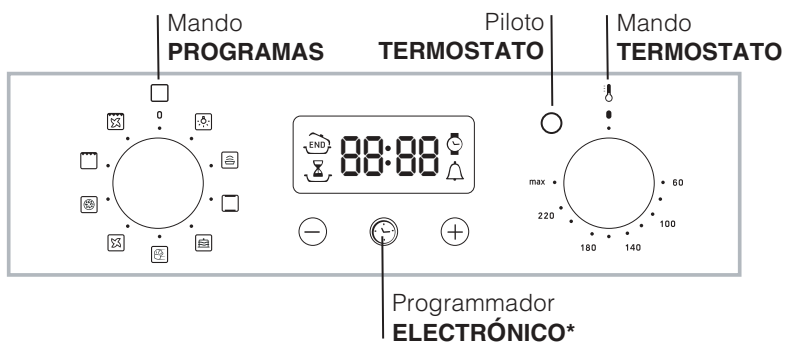 Mando
PROGRAMAS
Piloto
TERMOSTATO
Mando
TERMOSTATO
0
END
88:88
max
60
220
100
180
140
Programmador
ELECTRÓNICO*